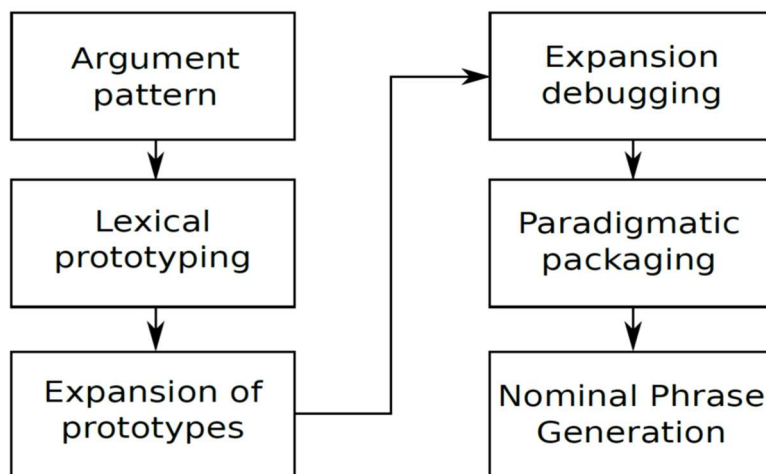 Argument
pattern
Lexical
prototyping
Expansion of
prototypes
Expansion
debugging
Paradigmatic
packaging
Nominal Phrase
Generation